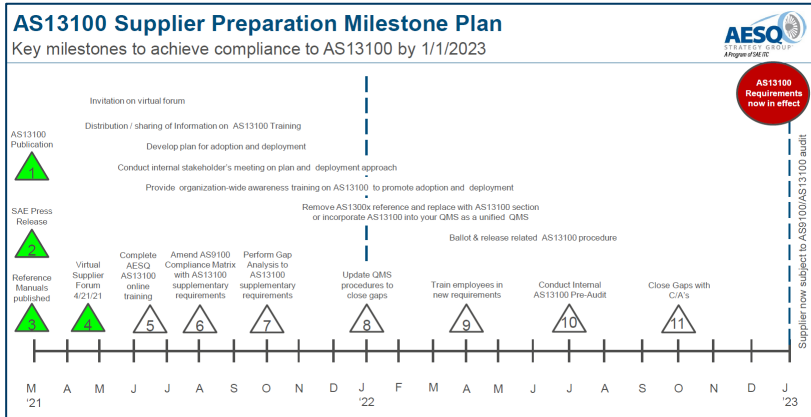 AS13100 Supplier Preparation Milestone Plan
Key milestones to achieve compliance to AS13100 by 1/1/2023
AESQ
STRATEGY GROUP
A Program of SAE ITC
AS13100
Requirements
now in effect
Invitation on virtual forum
Distribution / sharing of Information on AS13100 Training
Develop plan for adoption and deployment
Conduct internal stakeholder's meeting on plan and deployment approach
Provide organization-wide awareness training on AS13100 to promote adoption and deployment
Remove AS1300x reference and replace with AS13100 section
or incorporate AS13100 into your QMS as a unified QMS
Ballot & release related AS13100 procedure
AS13100
Publication
1
SAE Press
Release
2
Reference
Manuals
published
3
Virtual
Supplier
Forum
4/21/21
4
Complete
AESQ
AS13100
online
training
5
Amend AS9100
Compliance Matrix
with AS13100
supplementary
requirements
6
Perform Gap
Analysis to
AS13100
supplementary
requirements
7
Update QMS
procedures to
close gaps
8
Train employees in
new requirements
9
Conduct Internal
AS13100 Pre-Audit
10
Close Gaps with
C/A's
11
Supplier now subject to AS9100/AS13100 audit
M A M J J A S O N D J F M A M J J A S O N D J
'21 '22 '23